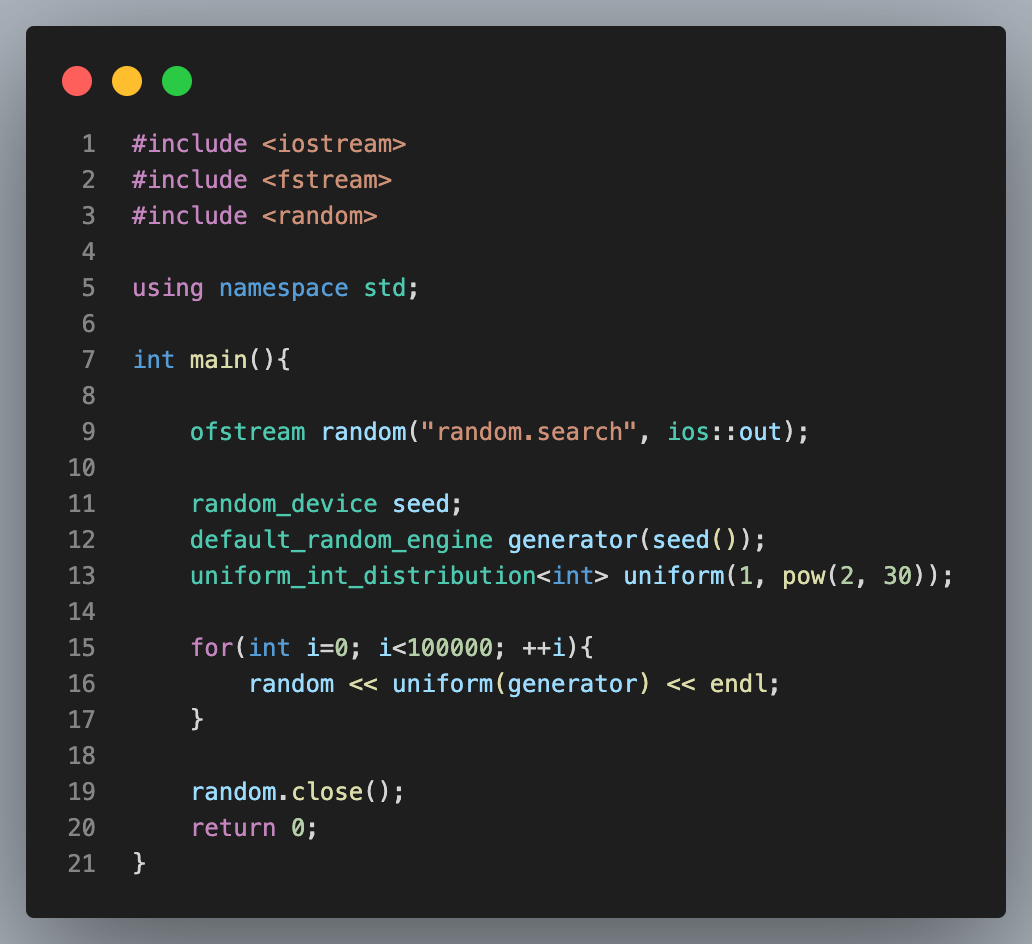 1 #include <iostream>
2 #include <fstream>
3 #include <random>
4
5 using namespace std;
6
7 int main(){
8
9     ofstream random("random.search", ios::out);
10
11     random_device seed;
12     default_random_engine generator(seed());
13     uniform_int_distribution<int> uniform(1, pow(2, 30));
14
15     for(int i=0; i<100000; ++i){
16         random << uniform(generator) << endl;
17     }
18
19     random.close();
20     return 0;
21 }